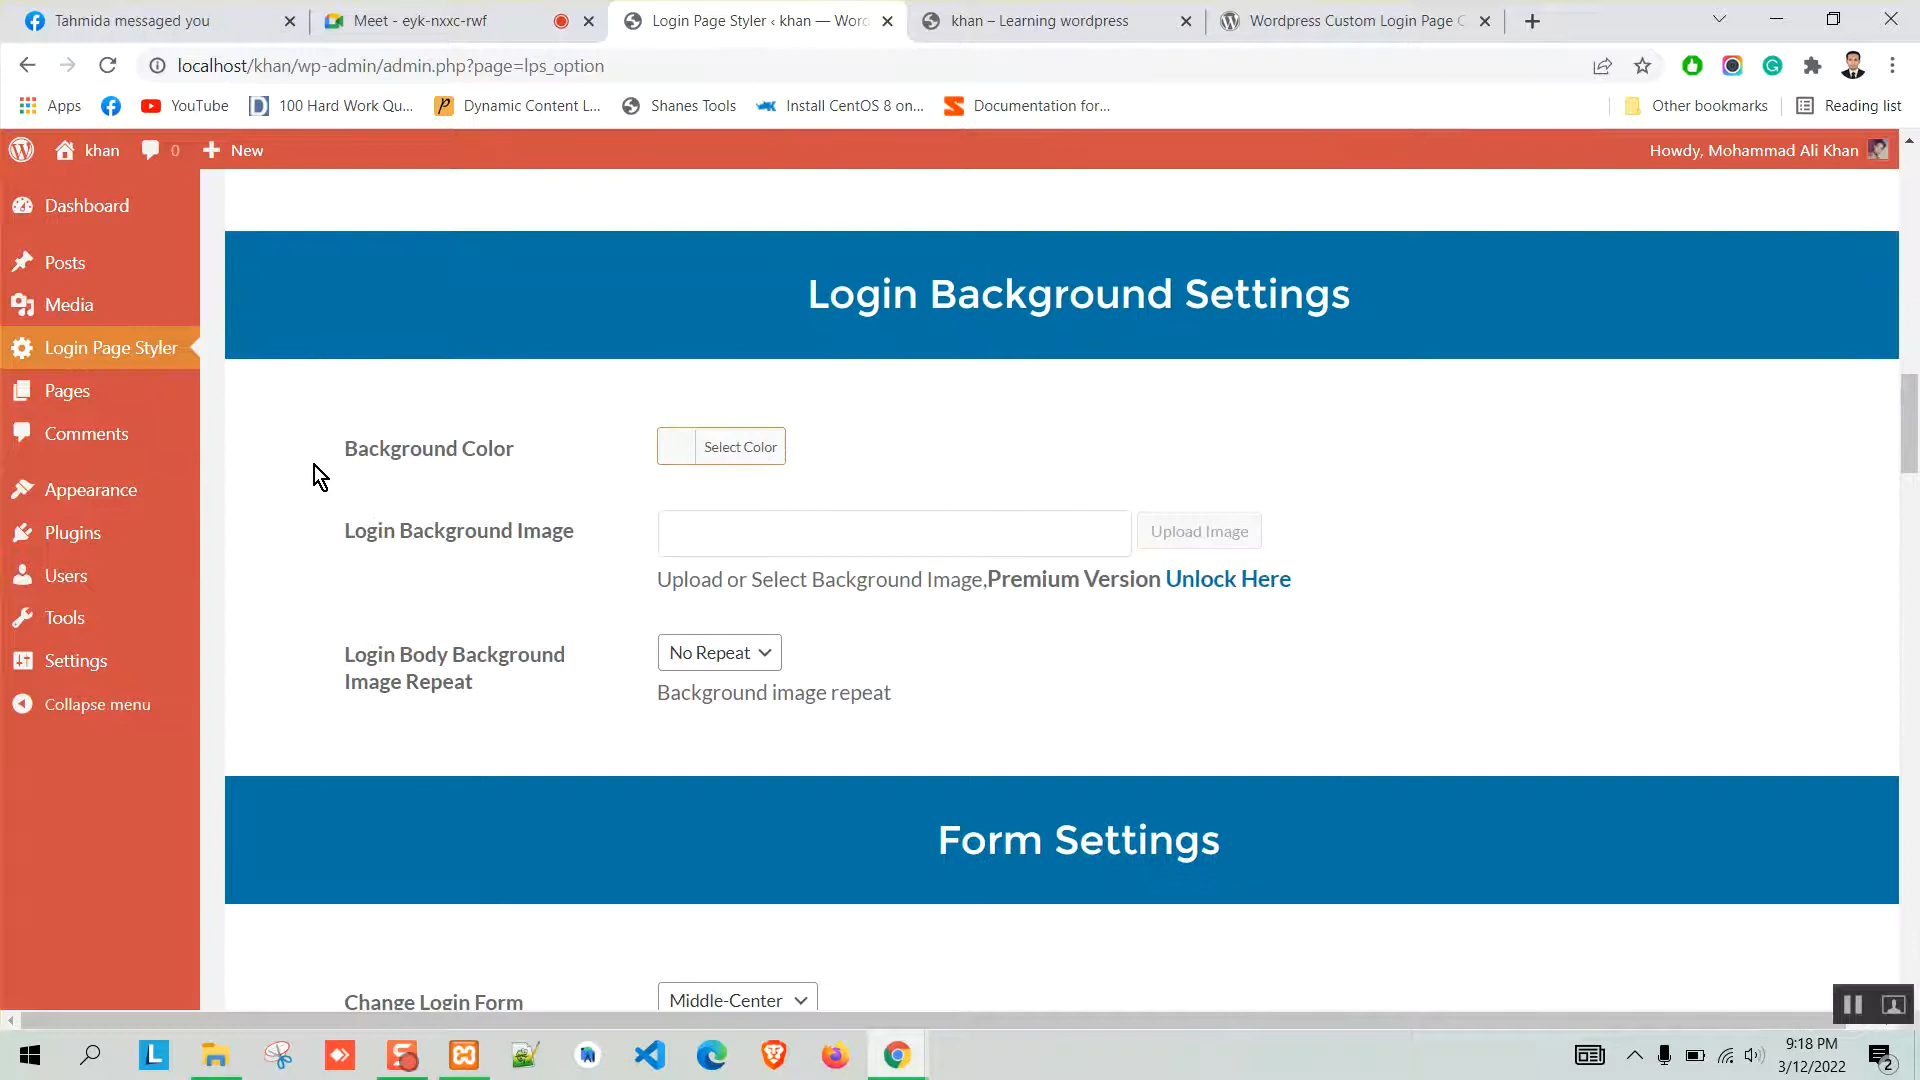 Tahmida messaged you
Meet - eyk-nxxc-rwf
Login Page Styler ‹ khan — Word
khan – Learning wordpress
Wordpress Custom Login Page C
localhost/khan/wp-admin/admin.php?page=lps_option
Apps
YouTube
100 Hard Work Qu...
Dynamic Content L...
Shanes Tools
Install CentOS 8 on...
Documentation for...
Other bookmarks
Reading list
khan
0
New
Howdy, Mohammad Ali Khan
Dashboard
Posts
Media
Login Page Styler
Pages
Comments
Appearance
Plugins
Users
Tools
Settings
Collapse menu
Login Background Settings
Background Color
Select Color
Login Background Image
Upload Image
Upload or Select Background Image,Premium Version Unlock Here
Login Body Background
Image Repeat
No Repeat
Background image repeat
Form Settings
Change Login Form
Middle-Center
9:18 PM
3/12/2022
2